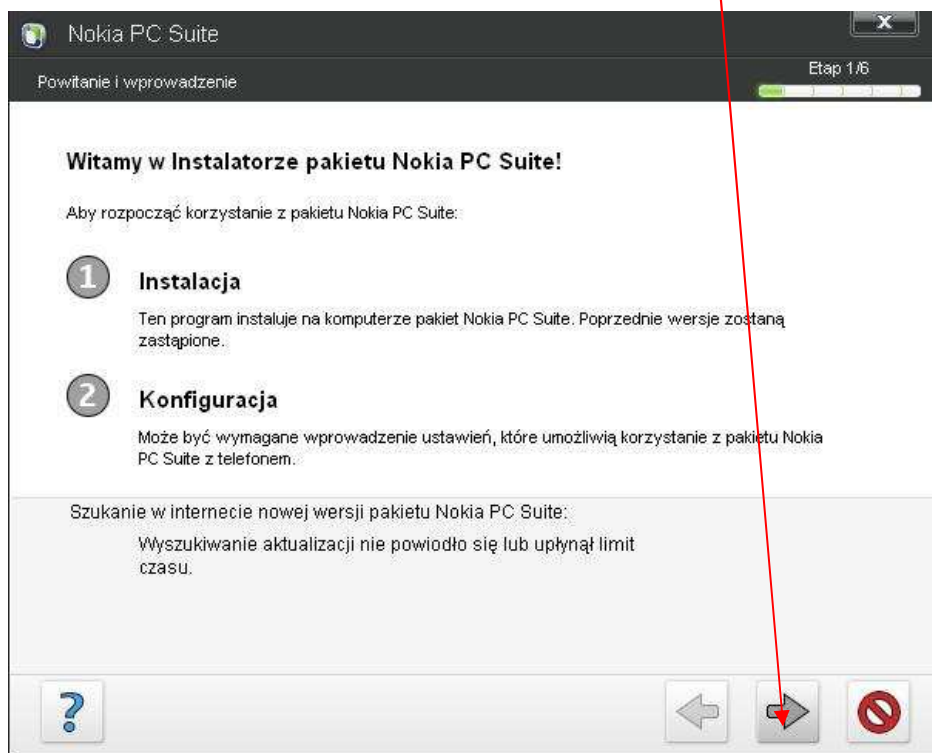 Nokia PC Suite
x
Powitanie i wprowadzenie
Etap 1/6
Witamy w Instalatorze pakietu Nokia PC Suite!
Aby rozpocząć korzystanie z pakietu Nokia PC Suite:
1
Instalacja
Ten program instaluje na komputerze pakiet Nokia PC Suite. Poprzednie wersje zostaną
zastąpione.
2
Konfiguracja
Może być wymagane wprowadzenie ustawień, które umożliwią korzystanie z pakietu Nokia
PC Suite z telefonem.
Szukanie w internecie nowej wersji pakietu Nokia PC Suite:
Wyszukiwanie aktualizacji nie powiodło się lub upłynął limit
czasu.
?